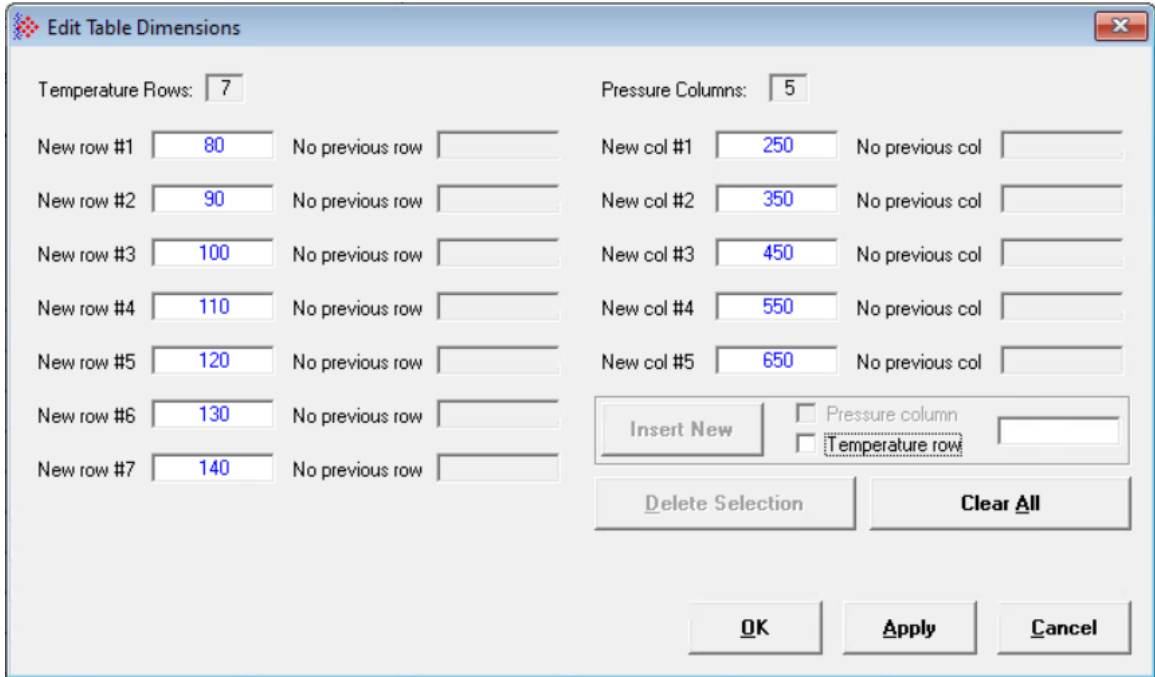 Edit Table Dimensions
Temperature Rows: 7
Pressure Columns: 5
New row #1 80 No previous row
New col #1 250 No previous col
New row #2 90 No previous row
New col #2 350 No previous col
New row #3 100 No previous row
New col #3 450 No previous col
New row #4 110 No previous row
New col #4 550 No previous col
New row #5 120 No previous row
New col #5 650 No previous col
New row #6 130 No previous row
Insert New
Pressure column
Temperature row
New row #7 140 No previous row
Delete Selection
Clear All
OK
Apply
Cancel